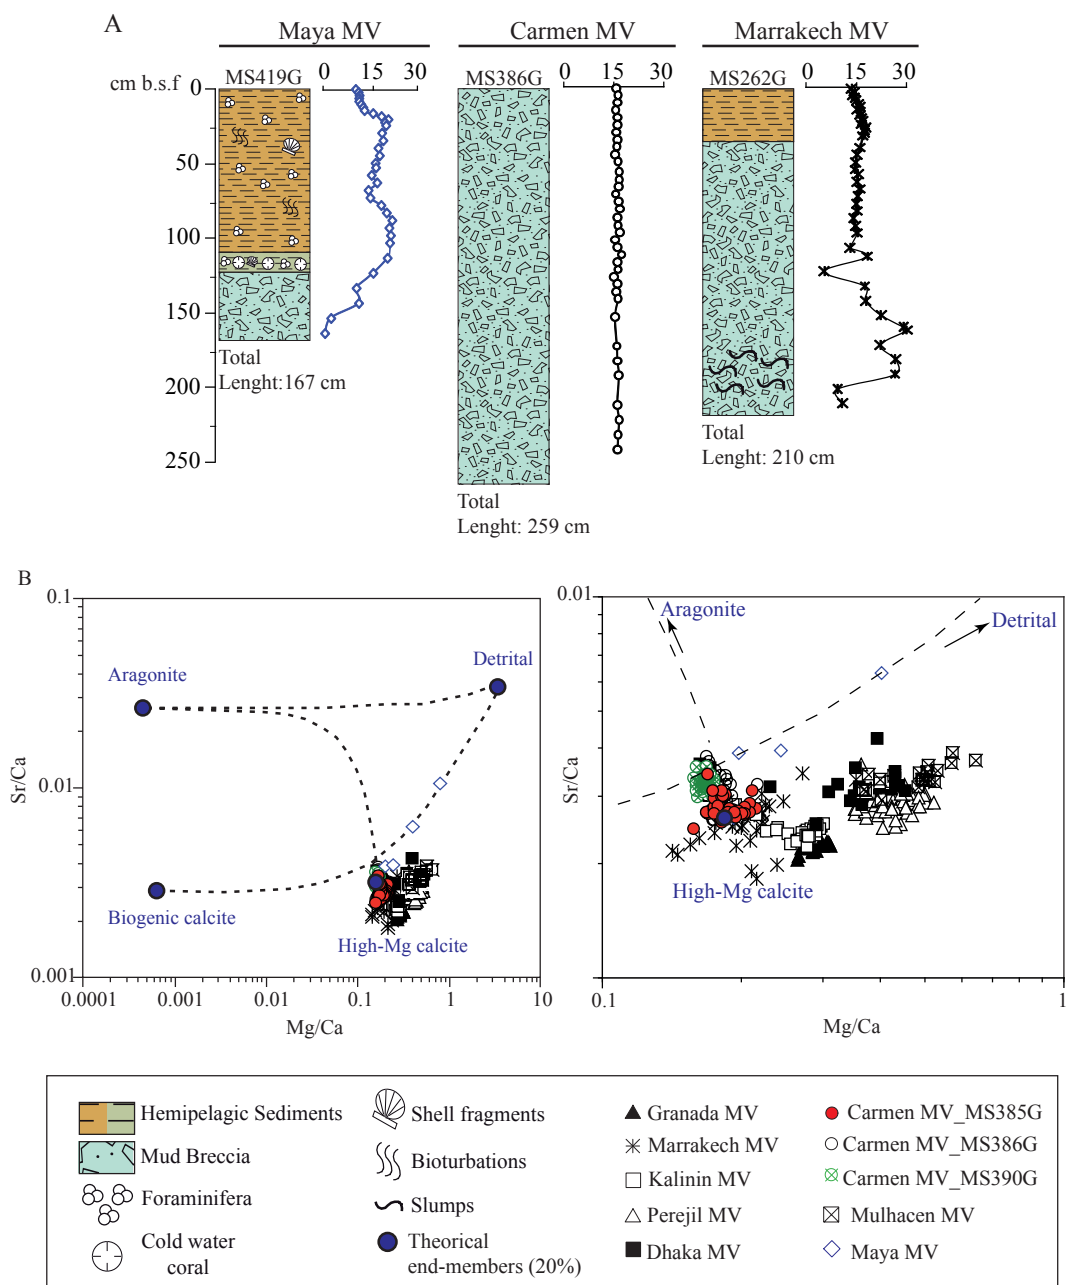 A
Maya MV
Carmen MV
Marrakech MV
cm b.s.f
MS419G
0 15 30
MS386G
0 15 30
MS262G
0 15 30
0
50
100
150
200
250
Total
Lenght:167 cm
Total
Lenght: 259 cm
Total
Lenght: 210 cm
B
0.1
0.01
0.001
Sr/Ca
Aragonite
Detrital
Biogenic calcite
High-Mg calcite
0.0001 0.001 0.01 0.1 1 10
Mg/Ca
0.01
Sr/Ca
Aragonite
Detrital
High-Mg calcite
0.1 1
Mg/Ca
Hemipelagic Sediments
Mud Breccia
Foraminifera
Cold water
coral
Shell fragments
Bioturbations
Slumps
Theorical
end-members (20%)
Granada MV
Marrakech MV
Kalinin MV
Perejil MV
Dhaka MV
Carmen MV_MS385G
Carmen MV_MS386G
Carmen MV_MS390G
Mulhacen MV
Maya MV